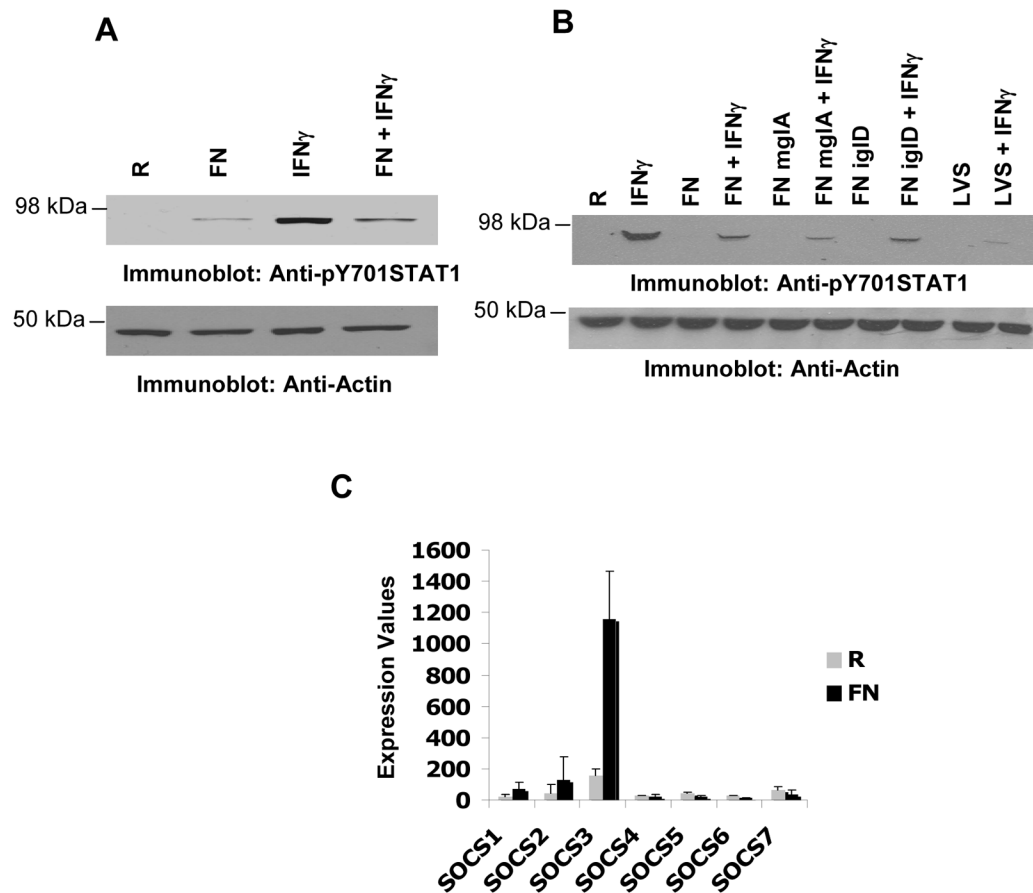 A
R
FN
IFNγ
FN + IFNγ
98 kDa
Immunoblot: Anti-pY701STAT1
50 kDa
Immunoblot: Anti-Actin
B
R
IFNγ
FN
FN + IFNγ
FN mglA
FN mglA + IFNγ
FN iglD
FN iglD + IFNγ
LVS
LVS + IFNγ
98 kDa
Immunoblot: Anti-pY701STAT1
50 kDa
Immunoblot: Anti-Actin
C
Expression Values
1600
1400
1200
1000
800
600
400
200
0
SOCS1
SOCS2
SOCS3
SOCS4
SOCS5
SOCS6
SOCS7
R
FN